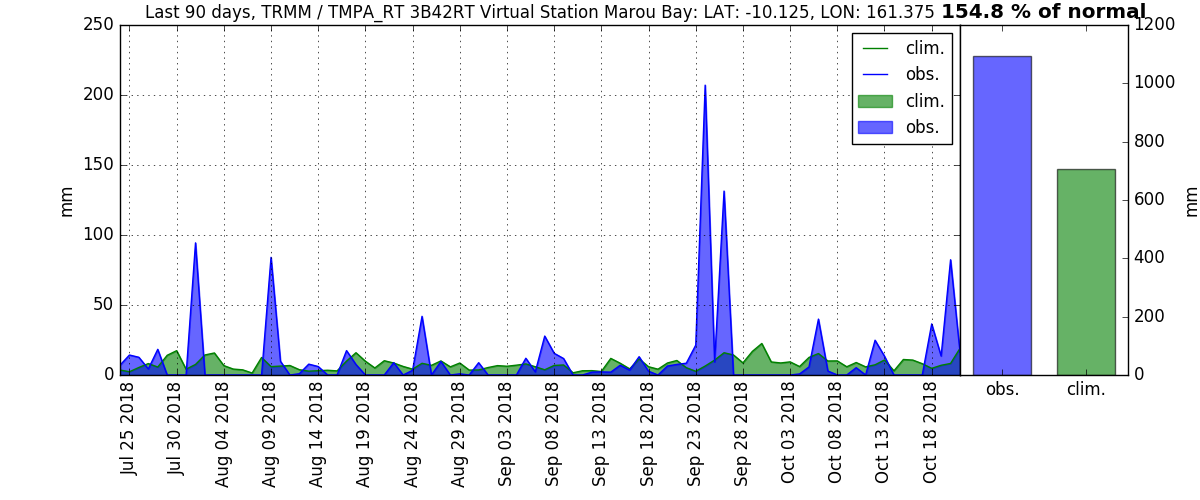 Last 90 days, TRMM / TMPA_RT 3B42RT Virtual Station Marou Bay: LAT: -10.125, LON: 161.375 154.8 % of normal
250
200
150
100
50
0
mm
clim.
obs.
clim.
obs.
Jul 25 2018
Jul 30 2018
Aug 04 2018
Aug 09 2018
Aug 14 2018
Aug 19 2018
Aug 24 2018
Aug 29 2018
Sep 03 2018
Sep 08 2018
Sep 13 2018
Sep 18 2018
Sep 23 2018
Sep 28 2018
Oct 03 2018
Oct 08 2018
Oct 13 2018
Oct 18 2018
1200
1000
800
600
400
200
0
mm
obs.
clim.